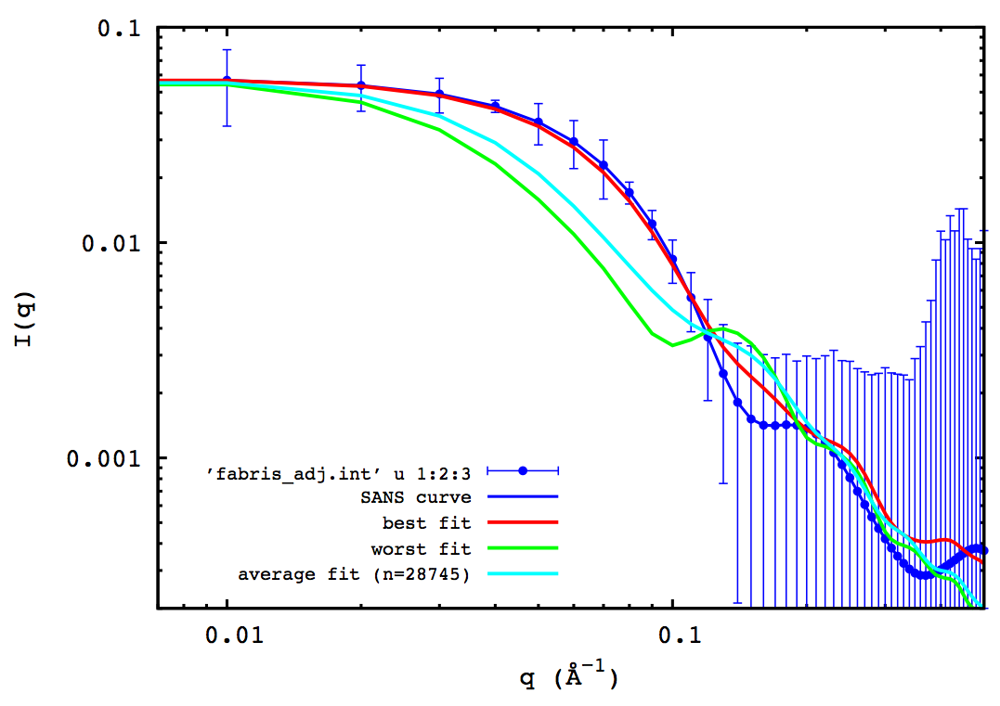 0.1
0.01
0.001
I(q)
’fabris_adj.int’ u 1:2:3
SANS curve
best fit
worst fit
average fit (n=28745)
0.01 0.1
q (Å⁻¹)